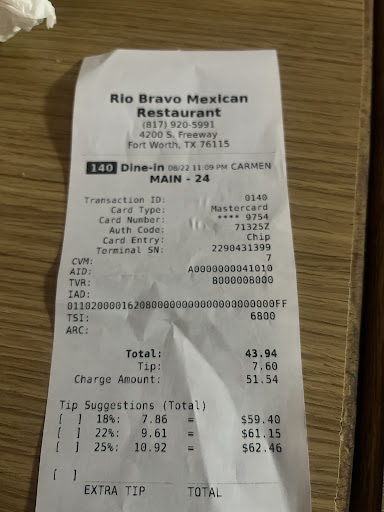 Rio Bravo Mexican
Restaurant
(817) 920-5991
4200 S. Freeway
Fort Worth, TX 76115
140 Dine-in 08/22 11:09 PM CARMEN
MAIN - 24
Transaction ID: 0140
Card Type: Mastercard
Card Number: **** 9754
Auth Code: 71325Z
Card Entry: Chip
Terminal SN: 2290431399
CVM: 7
AID: A0000000041010
TVR: 8000008000
IAD:
0110200001620800000000000000000000FF
TSI: 6800
ARC:
Total: 43.94
Tip: 7.60
Charge Amount: 51.54
Tip Suggestions (Total)
[ ] 18%: 7.86 = $59.40
[ ] 22%: 9.61 = $61.15
[ ] 25%: 10.92 = $62.46
[ ]
EXTRA TIP TOTAL